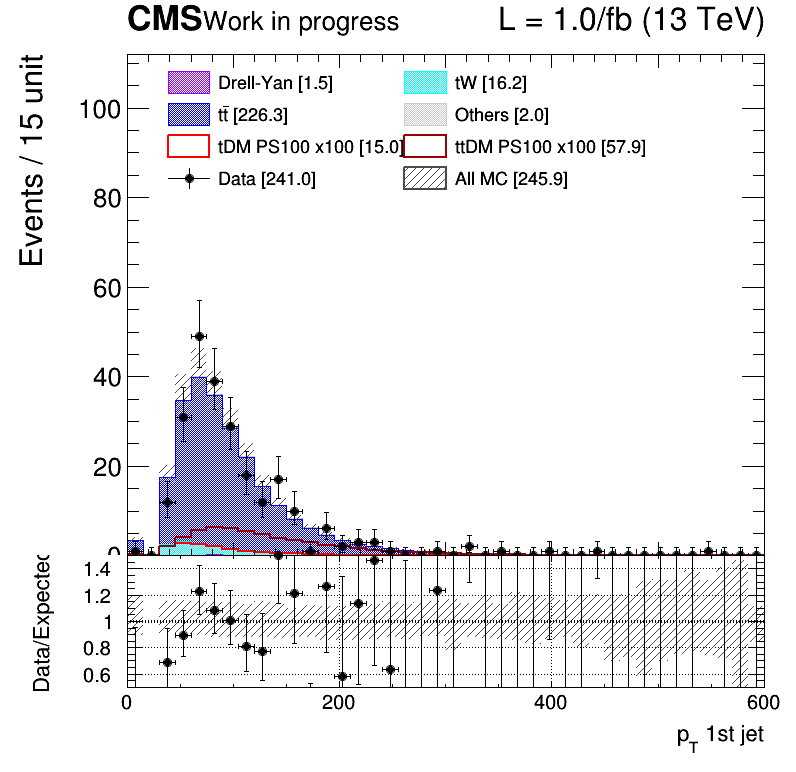 CMS Work in progress L = 1.0/fb (13 TeV)
Events / 15 unit
Drell-Yan [1.5] tW [16.2]
tt̄ [226.3] Others [2.0]
tDM PS100 x100 [15.0] ttDM PS100 x100 [57.9]
Data [241.0] All MC [245.9]
100
80
60
40
20
0
Data/Expected
1.4
1.2
1
0.8
0.6
0 200 400 600
p_T 1st jet